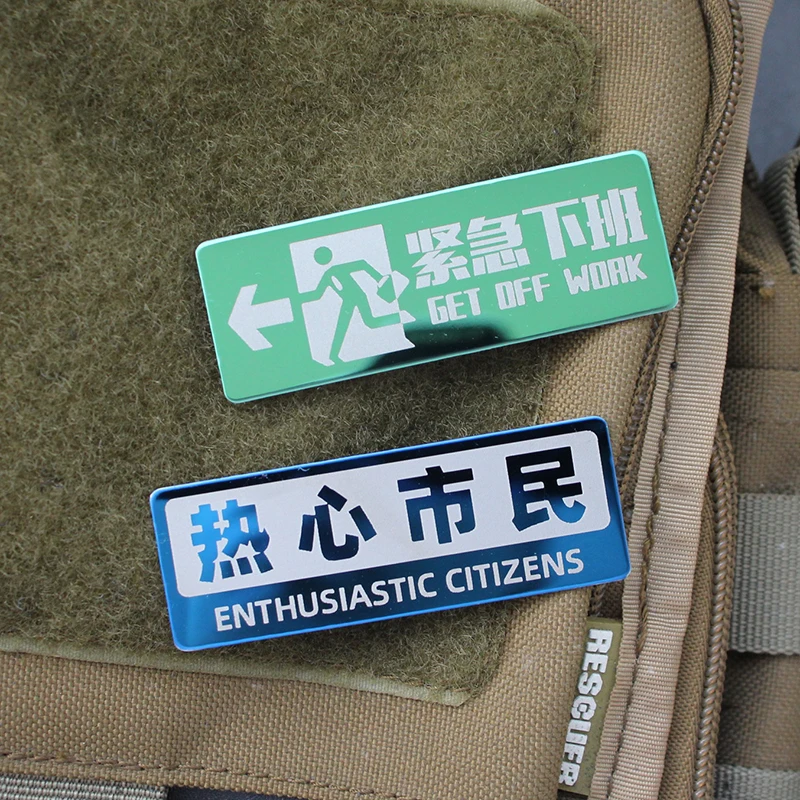 紧急下班
GET OFF WORK
热心市民
ENTHUSIASTIC CITIZENS
RESCUER